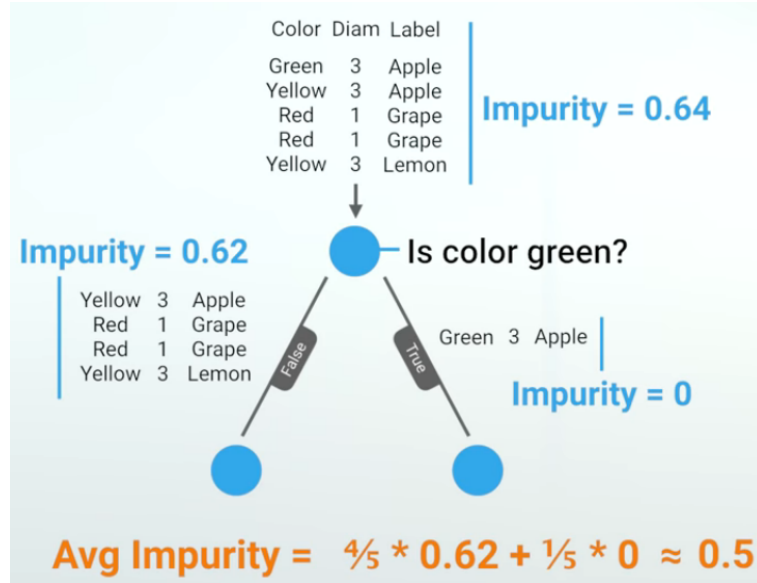 Color Diam Label
Green 3 Apple
Yellow 3 Apple
Red 1 Grape
Red 1 Grape
Yellow 3 Lemon
Impurity = 0.64
Is color green?
Impurity = 0.62
Yellow 3 Apple
Red 1 Grape
Red 1 Grape
Yellow 3 Lemon
False
True
Green 3 Apple
Impurity = 0
Avg Impurity = ⅘ * 0.62 + ⅕ * 0 ≈ 0.5